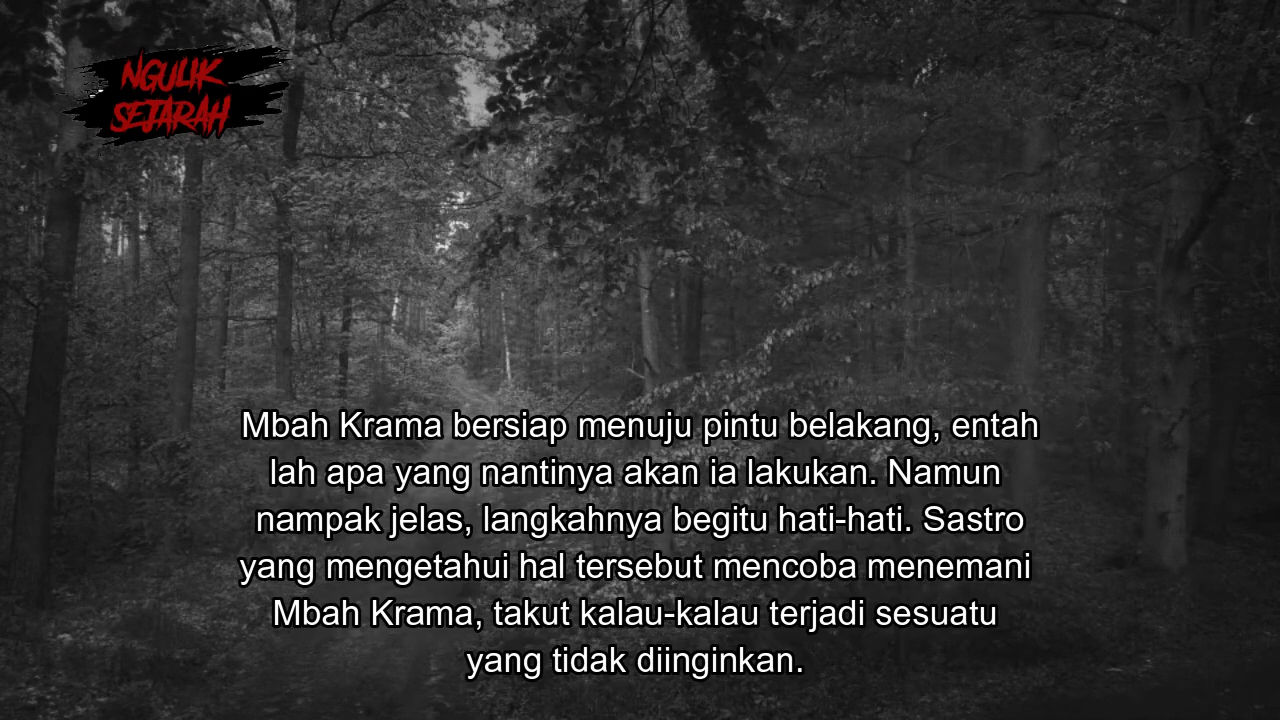 NGULIK
SEJARAH
Mbah Krama bersiap menuju pintu belakang, entah
lah apa yang nantinya akan ia lakukan. Namun
nampak jelas, langkahnya begitu hati-hati. Sastro
yang mengetahui hal tersebut mencoba menemani
Mbah Krama, takut kalau-kalau terjadi sesuatu
yang tidak diinginkan.